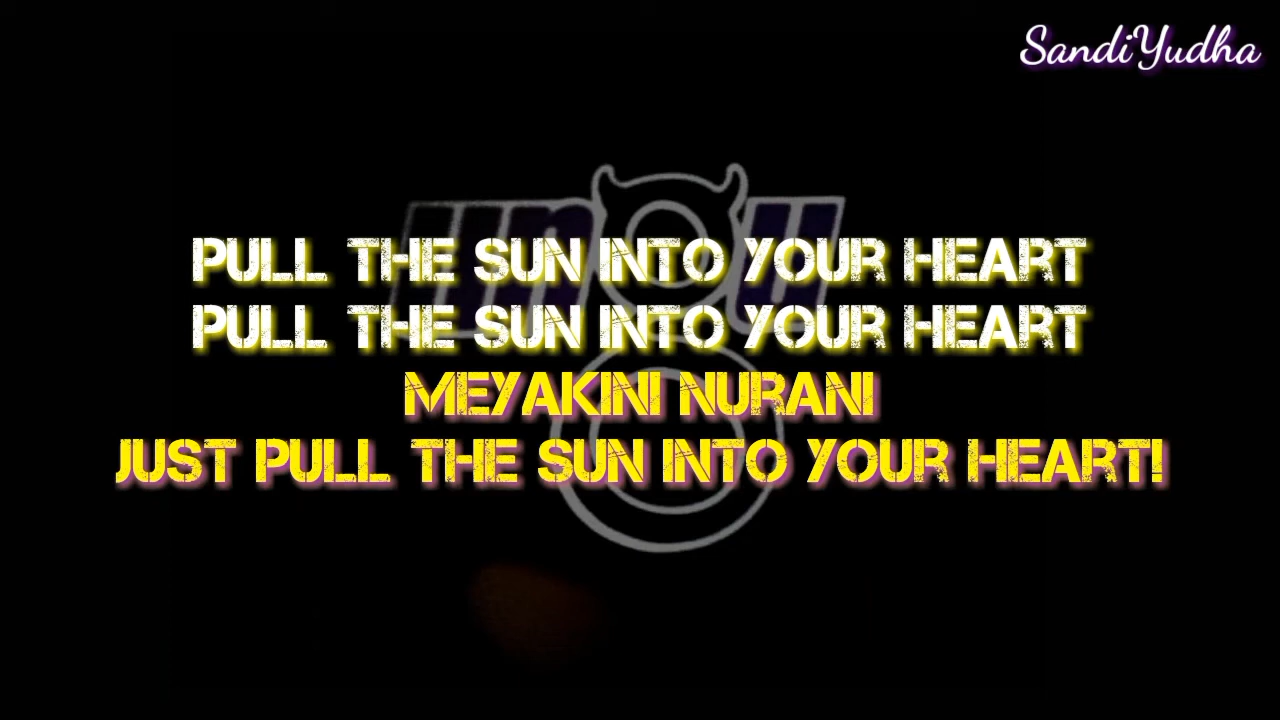 SandiYudha
PULL THE SUN INTO YOUR HEART
PULL THE SUN INTO YOUR HEART
MEYAKINI NURANI
JUST PULL THE SUN INTO YOUR HEART!